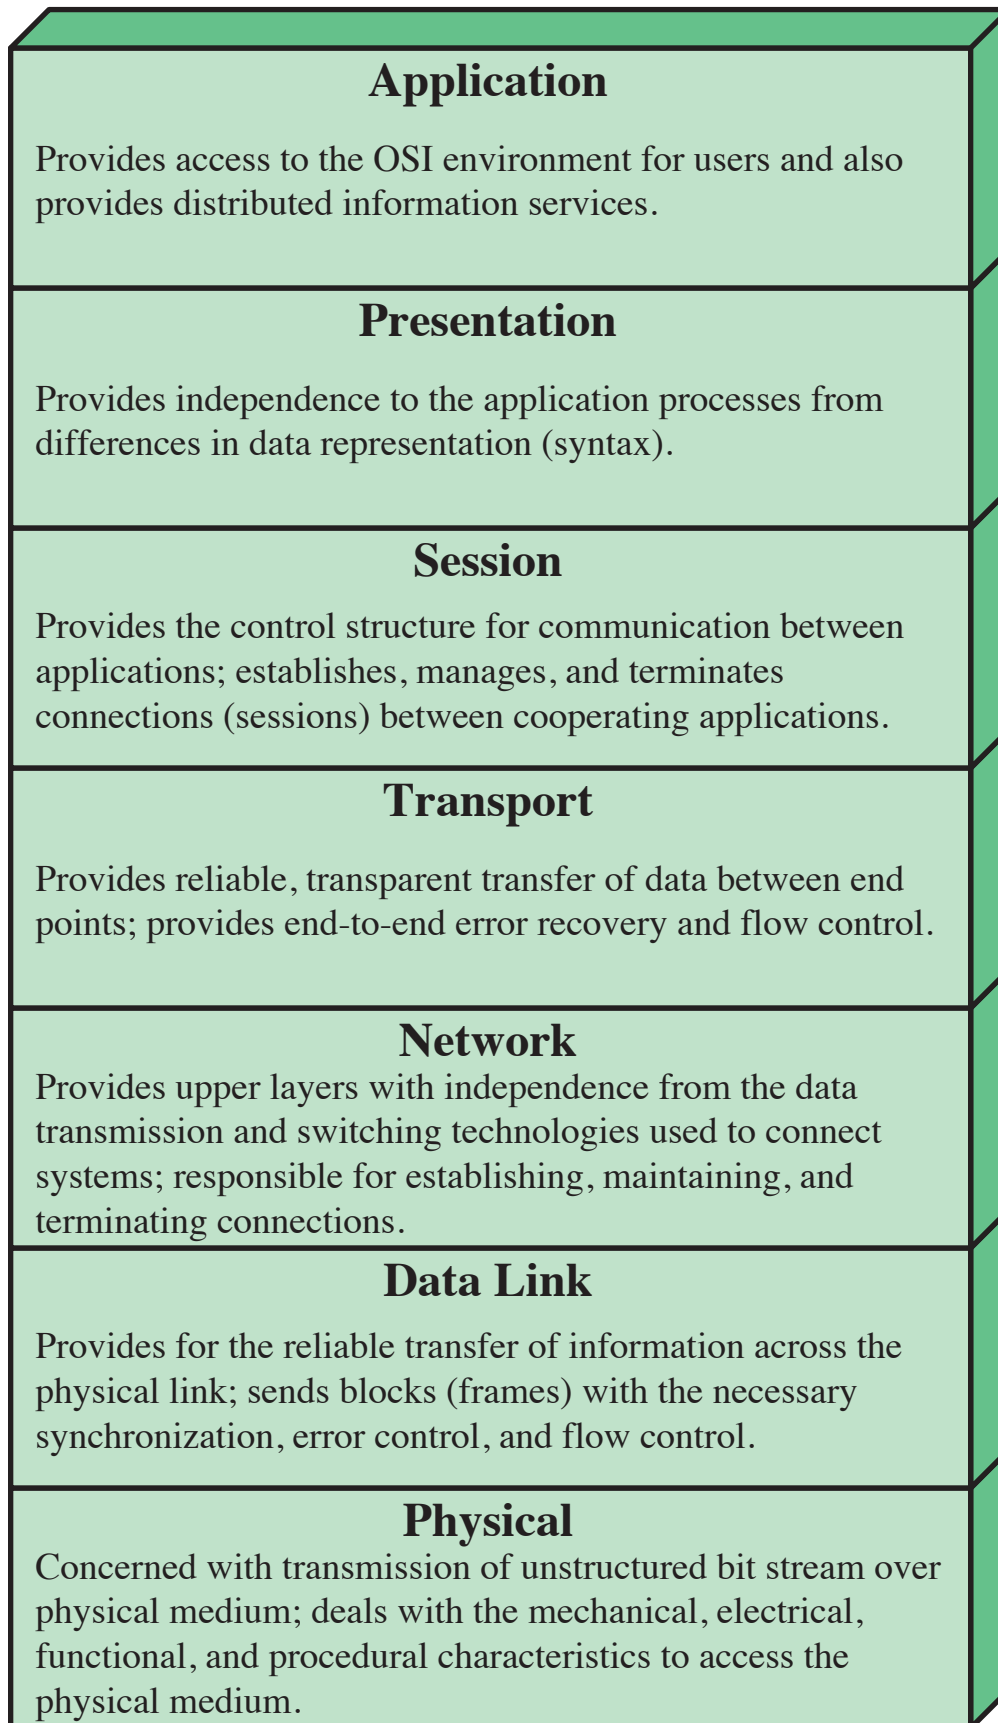 Application
Provides access to the OSI environment for users and also
provides distributed information services.
Presentation
Provides independence to the application processes from
differences in data representation (syntax).
Session
Provides the control structure for communication between
applications; establishes, manages, and terminates
connections (sessions) between cooperating applications.
Transport
Provides reliable, transparent transfer of data between end
points; provides end-to-end error recovery and flow control.
Network
Provides upper layers with independence from the data
transmission and switching technologies used to connect
systems; responsible for establishing, maintaining, and
terminating connections.
Data Link
Provides for the reliable transfer of information across the
physical link; sends blocks (frames) with the necessary
synchronization, error control, and flow control.
Physical
Concerned with transmission of unstructured bit stream over
physical medium; deals with the mechanical, electrical,
functional, and procedural characteristics to access the
physical medium.